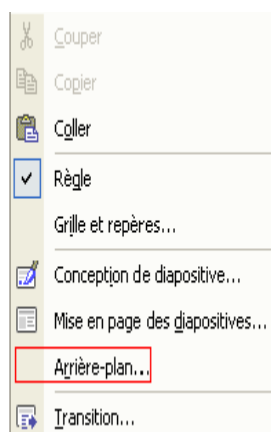 Couper
Copier
Coller
Règle
Grille et repères...
Conception de diapositive...
Mise en page des diapositives...
Arrière-plan...
Transition...